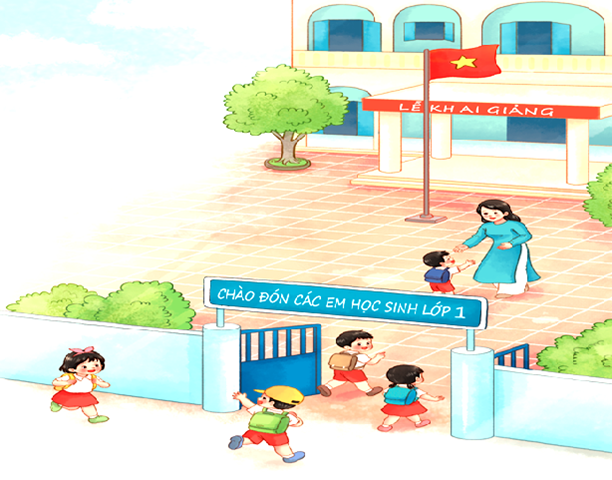 LỄ KHAI GIẢNG
CHÀO ĐÓN CÁC EM HỌC SINH LỚP 1